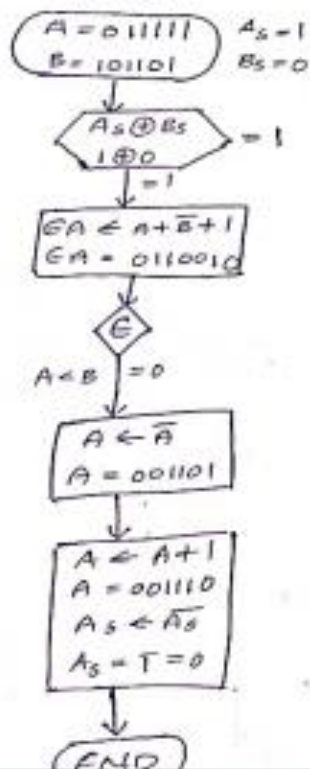 A = 011111 As = 1
B = 101101 Bs = 0
As ⊕ Bs = 1
1 ⊕ 0
= 1
EA ← A + B̅ + 1
EA = 0110010
E
A < B = 0
A ← A̅
A = 001101
A ← A + 1
A = 001110
As ← A̅s̅
As = 1̅ = 0
END